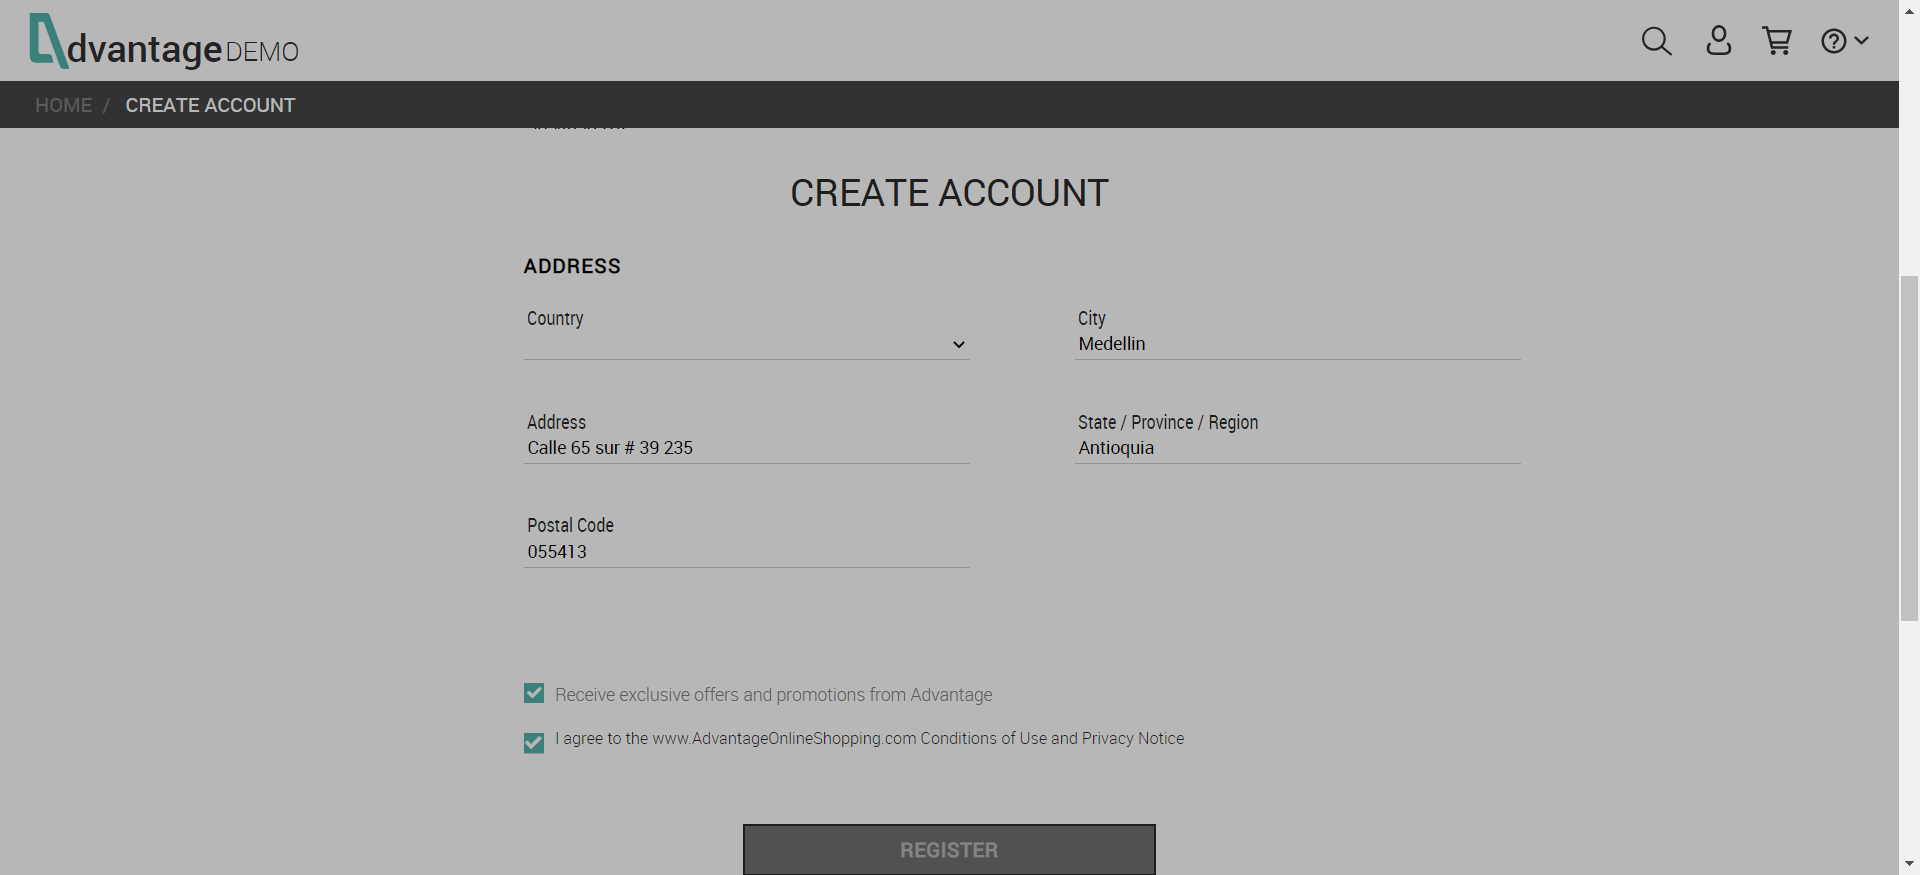 dvantage DEMO
HOME / CREATE ACCOUNT
CREATE ACCOUNT
ADDRESS
Country
City
Medellin
Address
Calle 65 sur # 39 235
State / Province / Region
Antioquia
Postal Code
055413
Receive exclusive offers and promotions from Advantage
I agree to the www.AdvantageOnlineShopping.com Conditions of Use and Privacy Notice
REGISTER